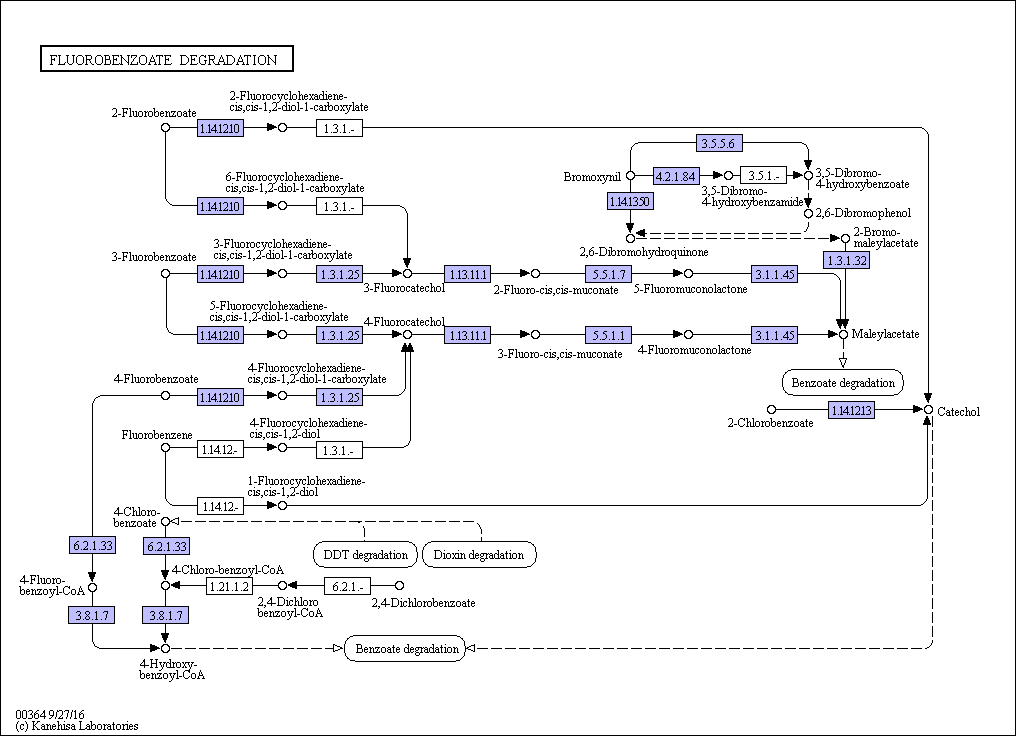 FLUOROBENZOATE DEGRADATION
2-Fluorobenzoate
2-Fluorocyclohexadiene-
cis,cis-1,2-diol-1-carboxylate
1.14.12.10
1.3.1.-
6-Fluorocyclohexadiene-
cis,cis-1,2-diol-1-carboxylate
1.14.12.10
1.3.1.-
3.5.5.6
Bromoxynil
4.2.1.84
3.5.1.-
3,5-Dibromo-
4-hydroxybenzoate
3,5-Dibromo-
4-hydroxybenzamide
1.14.13.50
2,6-Dibromophenol
2,6-Dibromohydroquinone
2-Bromo-
maleylacetate
1.3.1.32
3-Fluorobenzoate
3-Fluorocyclohexadiene-
cis,cis-1,2-diol-1-carboxylate
1.14.12.10
1.3.1.25
3-Fluorocatechol
1.13.11.1
2-Fluoro-cis,cis-muconate
5.5.1.7
5-Fluoromuconolactone
3.1.1.45
5-Fluorocyclohexadiene-
cis,cis-1,2-diol-1-carboxylate
1.14.12.10
1.3.1.25
4-Fluorocatechol
1.13.11.1
3-Fluoro-cis,cis-muconate
5.5.1.1
4-Fluoromuconolactone
3.1.1.45
Maleylacetate
Benzoate degradation
4-Fluorobenzoate
4-Fluorocyclohexadiene-
cis,cis-1,2-diol-1-carboxylate
1.14.12.10
1.3.1.25
2-Chlorobenzoate
1.14.12.13
Catechol
Fluorobenzene
4-Fluorocyclohexadiene-
cis,cis-1,2-diol
1.14.12.-
1.3.1.-
1-Fluorocyclohexadiene-
cis,cis-1,2-diol
1.14.12.-
4-Chloro-
benzoate
6.2.1.33
6.2.1.33
DDT degradation
Dioxin degradation
4-Fluoro-
benzoyl-CoA
4-Chloro-benzoyl-CoA
1.21.1.2
2,4-Dichloro
benzoyl-CoA
6.2.1.-
2,4-Dichlorobenzoate
3.8.1.7
3.8.1.7
4-Hydroxy-
benzoyl-CoA
Benzoate degradation
00364 9/27/16
(c) Kanehisa Laboratories